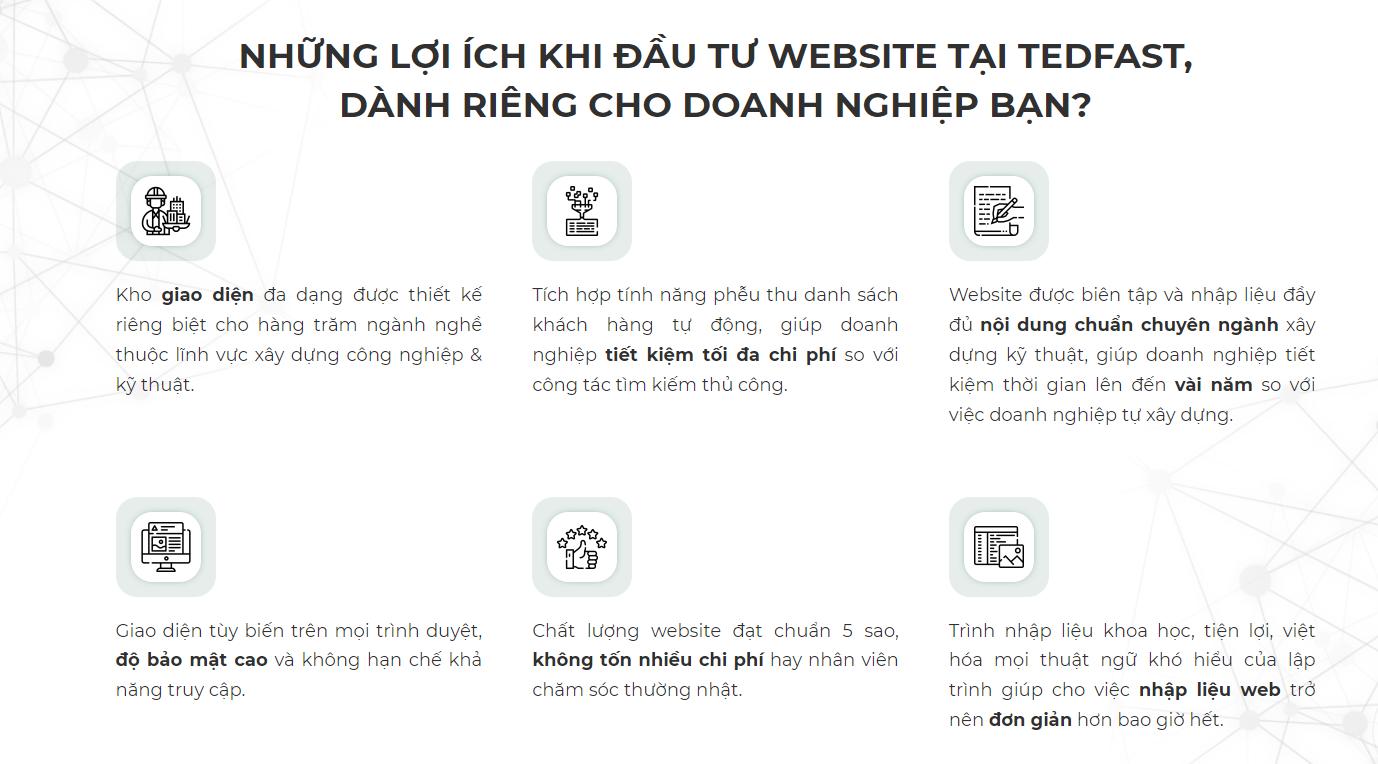 NHỮNG LỢI ÍCH KHI ĐẦU TƯ WEBSITE TẠI TEDFAST,
DÀNH RIÊNG CHO DOANH NGHIỆP BẠN?
Kho giao diện đa dạng được thiết kế
riêng biệt cho hàng trăm ngành nghề
thuộc lĩnh vực xây dựng công nghiệp &
kỹ thuật.
Tích hợp tính năng phễu thu danh sách
khách hàng tự động, giúp doanh
nghiệp tiết kiệm tối đa chi phí so với
công tác tìm kiếm thủ công.
Website được biên tập và nhập liệu đầy
đủ nội dung chuẩn chuyên ngành xây
dựng kỹ thuật, giúp doanh nghiệp tiết
kiệm thời gian lên đến vài năm so với
việc doanh nghiệp tự xây dựng.
Giao diện tùy biến trên mọi trình duyệt,
độ bảo mật cao và không hạn chế khả
năng truy cập.
Chất lượng website đạt chuẩn 5 sao,
không tốn nhiều chi phí hay nhân viên
chăm sóc thường nhật.
Trình nhập liệu khoa học, tiện lợi, việt
hóa mọi thuật ngữ khó hiểu của lập
trình giúp cho việc nhập liệu web trở
nên đơn giản hơn bao giờ hết.